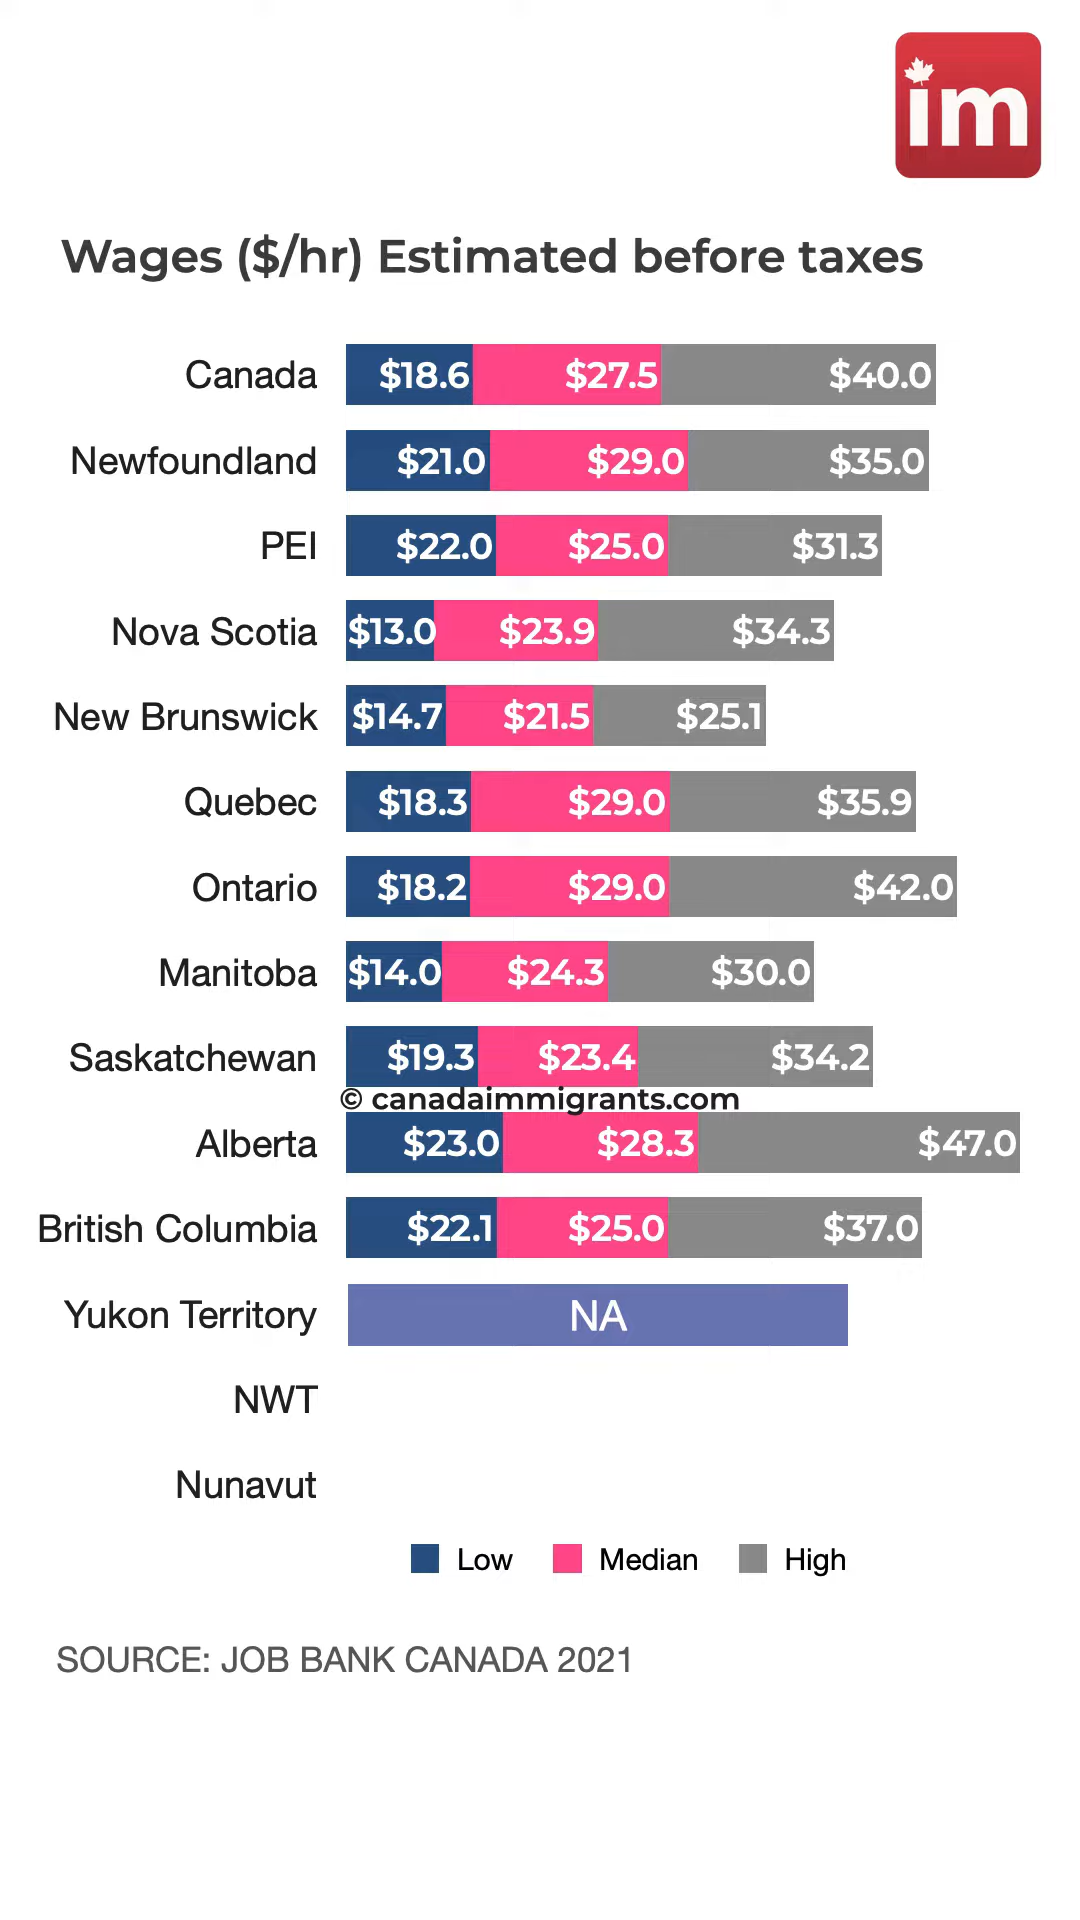 im
Wages ($/hr) Estimated before taxes
Canada $18.6 $27.5 $40.0
Newfoundland $21.0 $29.0 $35.0
PEI $22.0 $25.0 $31.3
Nova Scotia $13.0 $23.9 $34.3
New Brunswick $14.7 $21.5 $25.1
Quebec $18.3 $29.0 $35.9
Ontario $18.2 $29.0 $42.0
Manitoba $14.0 $24.3 $30.0
Saskatchewan $19.3 $23.4 $34.2
© canadaimmigrants.com
Alberta $23.0 $28.3 $47.0
British Columbia $22.1 $25.0 $37.0
Yukon Territory NA
NWT
Nunavut
Low Median High
SOURCE: JOB BANK CANADA 2021